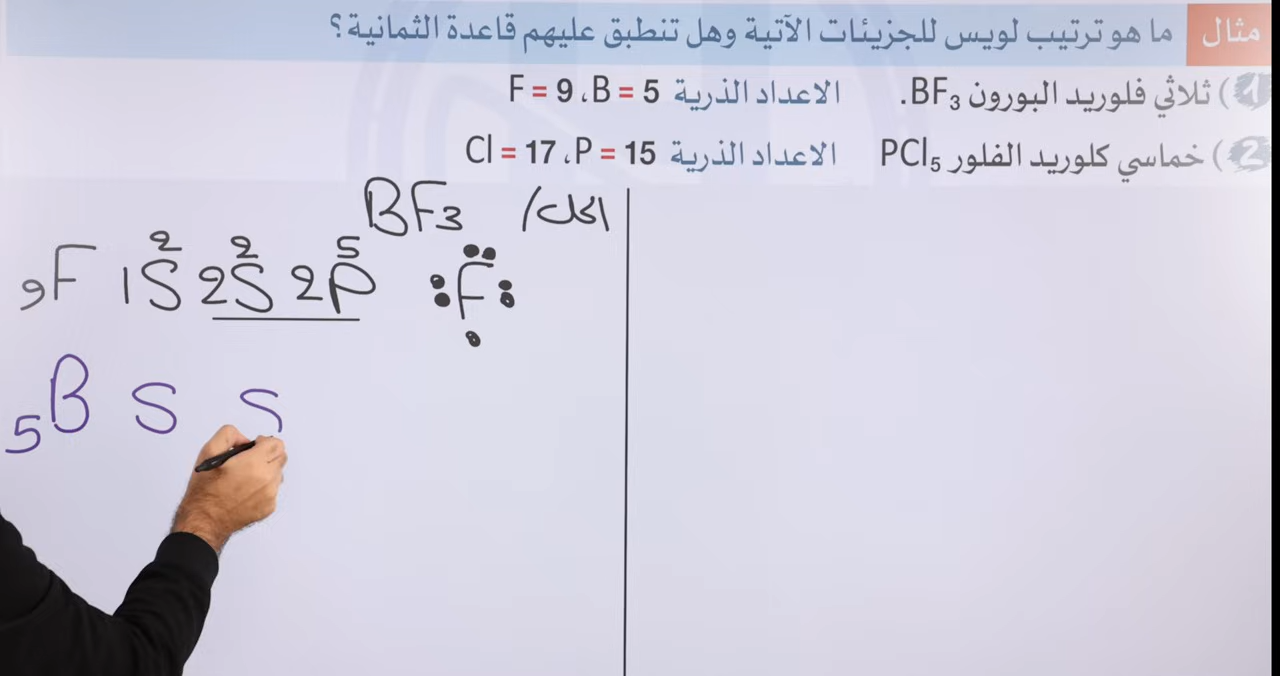 مثال ما هو ترتيب لويس للجزيئات الآتية وهل تنطبق عليهم قاعدة الثمانية؟
1) ثلاثي فلوريد البورون BF₃. الاعداد الذرية F = 9 ، B = 5
2) خماسي كلوريد الفلور PCl₅ الاعداد الذرية Cl = 17 ، P = 15
الحل/ BF₃
₉F 1S² 2S² 2P⁵ F
₅B S S